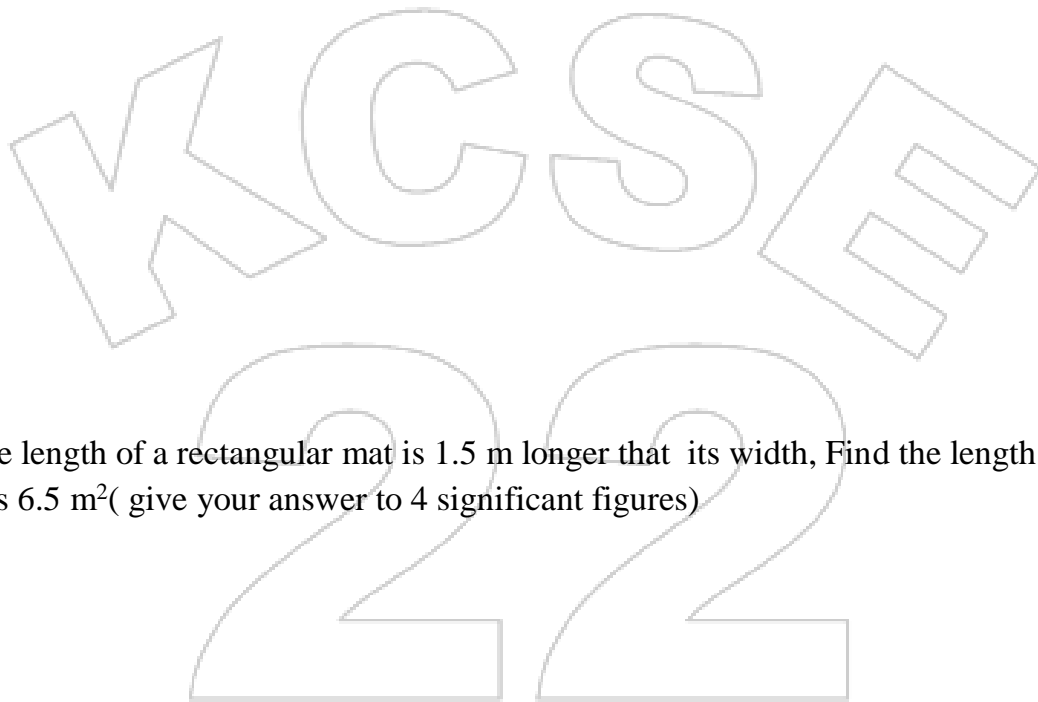 KCSE
22
e length of a rectangular mat is 1.5 m longer that its width, Find the length
s 6.5 m²( give your answer to 4 significant figures)